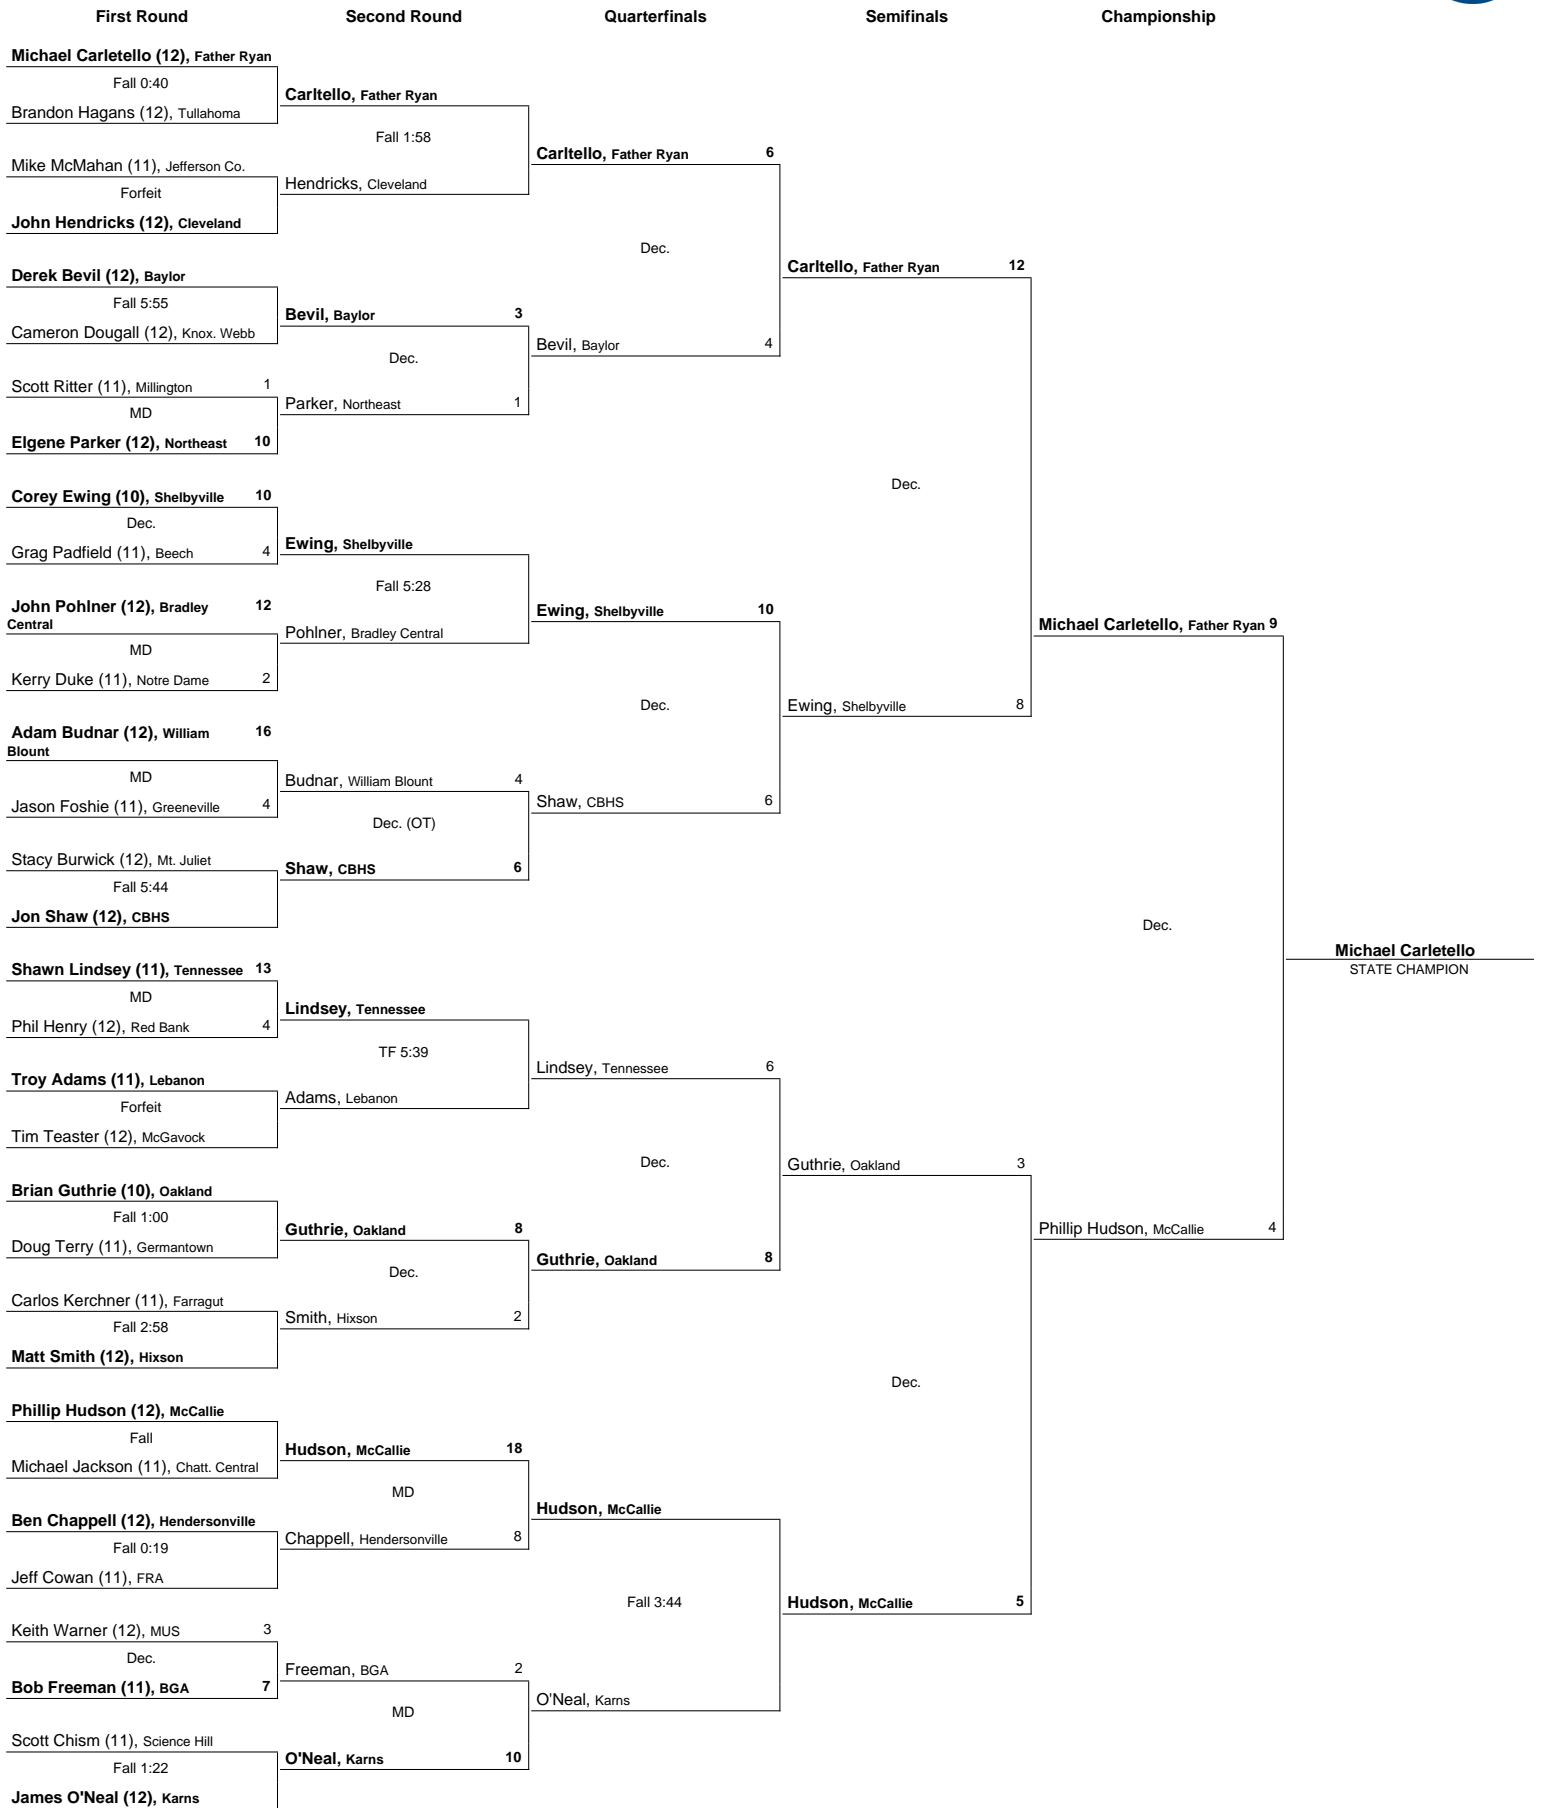 First Round Second Round Quarterfinals Semifinals Championship
Michael Carletello (12), Father Ryan
Fall 0:40
Brandon Hagans (12), Tullahoma
Mike McMahan (11), Jefferson Co.
Forfeit
John Hendricks (12), Cleveland
Derek Bevil (12), Baylor
Fall 5:55
Cameron Dougall (12), Knox. Webb
Scott Ritter (11), Millington 1
MD
Elgene Parker (12), Northeast 10
Corey Ewing (10), Shelbyville 10
Dec.
Grag Padfield (11), Beech 4
John Pohlner (12), Bradley 12
Central
MD
Kerry Duke (11), Notre Dame 2
Adam Budnar (12), William 16
Blount
MD
Jason Foshie (11), Greeneville 4
Stacy Burwick (12), Mt. Juliet
Fall 5:44
Jon Shaw (12), CBHS
Shawn Lindsey (11), Tennessee 13
MD
Phil Henry (12), Red Bank 4
Troy Adams (11), Lebanon
Forfeit
Tim Teaster (12), McGavock
Brian Guthrie (10), Oakland
Fall 1:00
Doug Terry (11), Germantown
Carlos Kerchner (11), Farragut
Fall 2:58
Matt Smith (12), Hixson
Phillip Hudson (12), McCallie
Fall
Michael Jackson (11), Chatt. Central
Ben Chappell (12), Hendersonville
Fall 0:19
Jeff Cowan (11), FRA
Keith Warner (12), MUS 3
Dec.
Bob Freeman (11), BGA 7
Scott Chism (11), Science Hill
Fall 1:22
James O'Neal (12), Karns
Carltello, Father Ryan
Fall 1:58
Hendricks, Cleveland
Bevil, Baylor 3
Dec.
Parker, Northeast 1
Ewing, Shelbyville
Fall 5:28
Pohlner, Bradley Central
Budnar, William Blount 4
Dec. (OT)
Shaw, CBHS 6
Lindsey, Tennessee
TF 5:39
Adams, Lebanon
Guthrie, Oakland 8
Dec.
Smith, Hixson 2
Hudson, McCallie 18
MD
Chappell, Hendersonville 8
Freeman, BGA 2
MD
O'Neal, Karns 10
Carltello, Father Ryan 6
Dec.
Bevil, Baylor 4
Ewing, Shelbyville 10
Dec.
Shaw, CBHS 6
Lindsey, Tennessee 6
Dec.
Guthrie, Oakland 8
Hudson, McCallie
Fall 3:44
O'Neal, Karns
Carltello, Father Ryan 12
Dec.
Ewing, Shelbyville 8
Guthrie, Oakland 3
Dec.
Hudson, McCallie 5
Michael Carletello, Father Ryan 9
Dec.
Phillip Hudson, McCallie 4
Michael Carletello
STATE CHAMPION